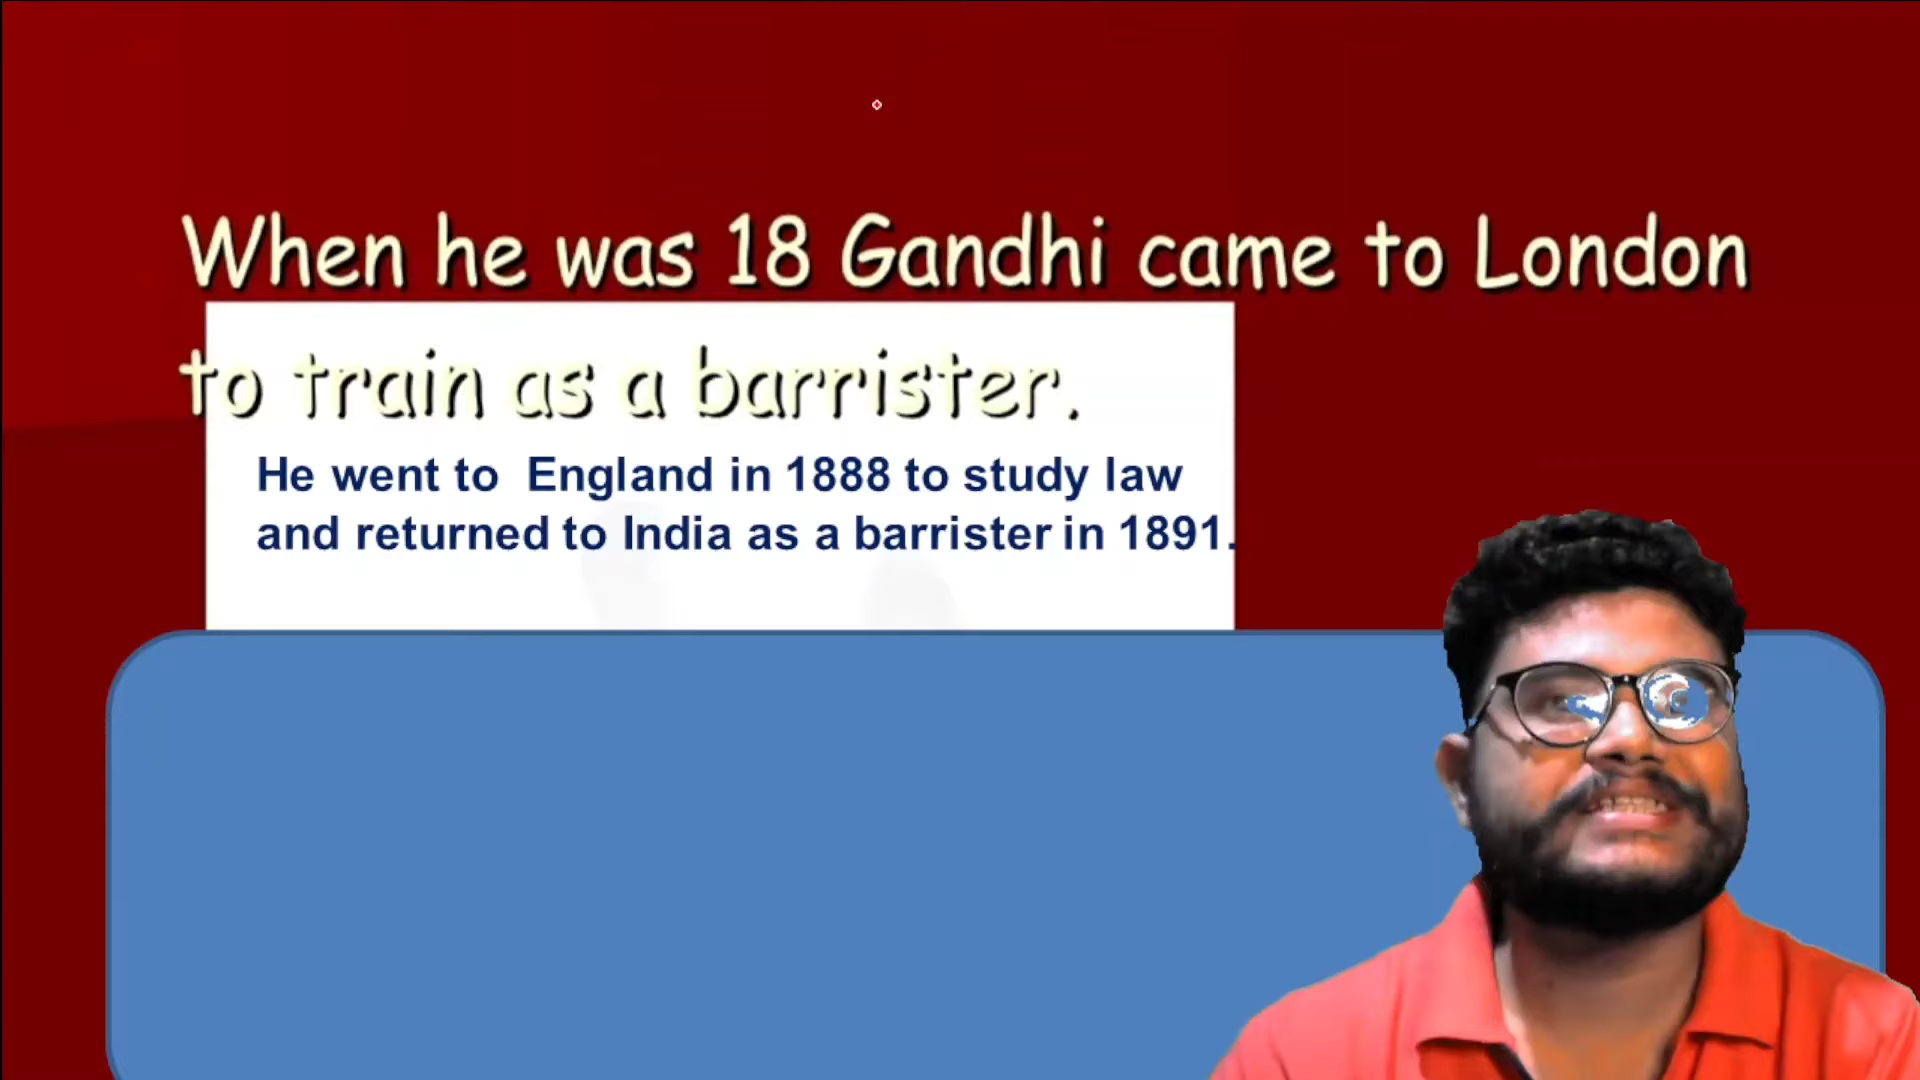 When he was 18 Gandhi came to London
to train as a barrister.
He went to England in 1888 to study law
and returned to India as a barrister in 1891.